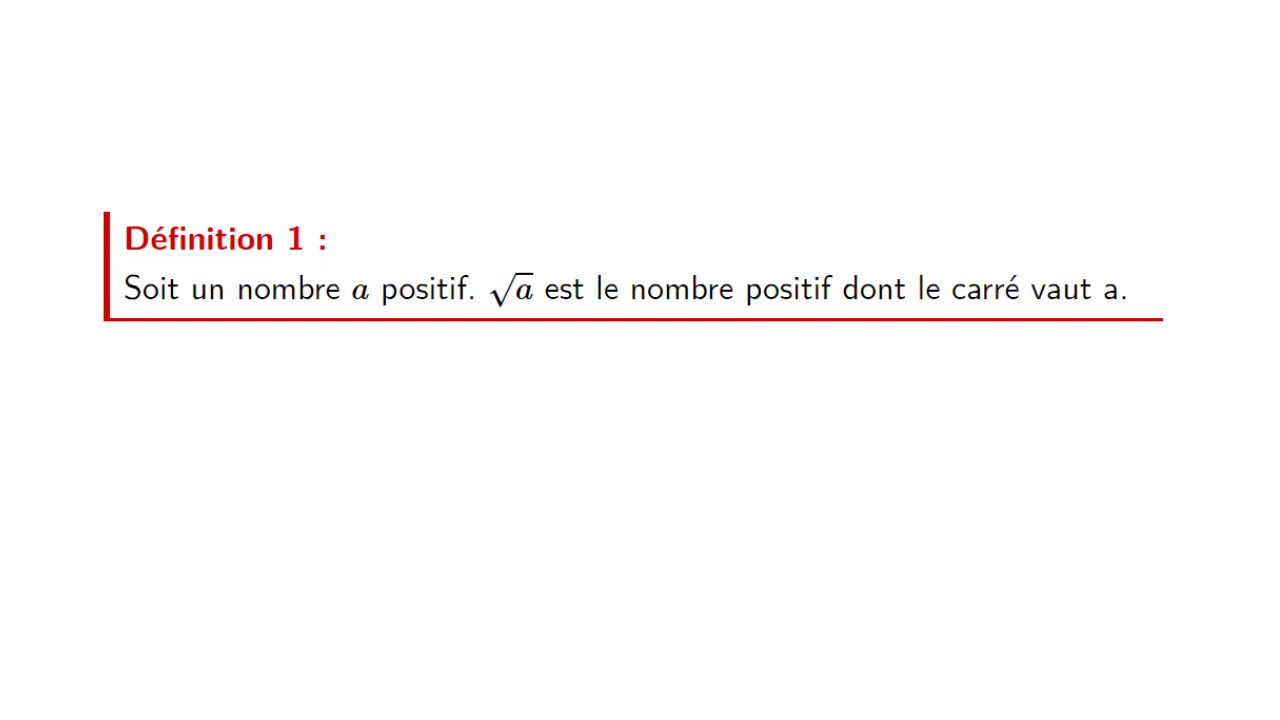 Définition 1 :
Soit un nombre a positif. √a est le nombre positif dont le carré vaut a.